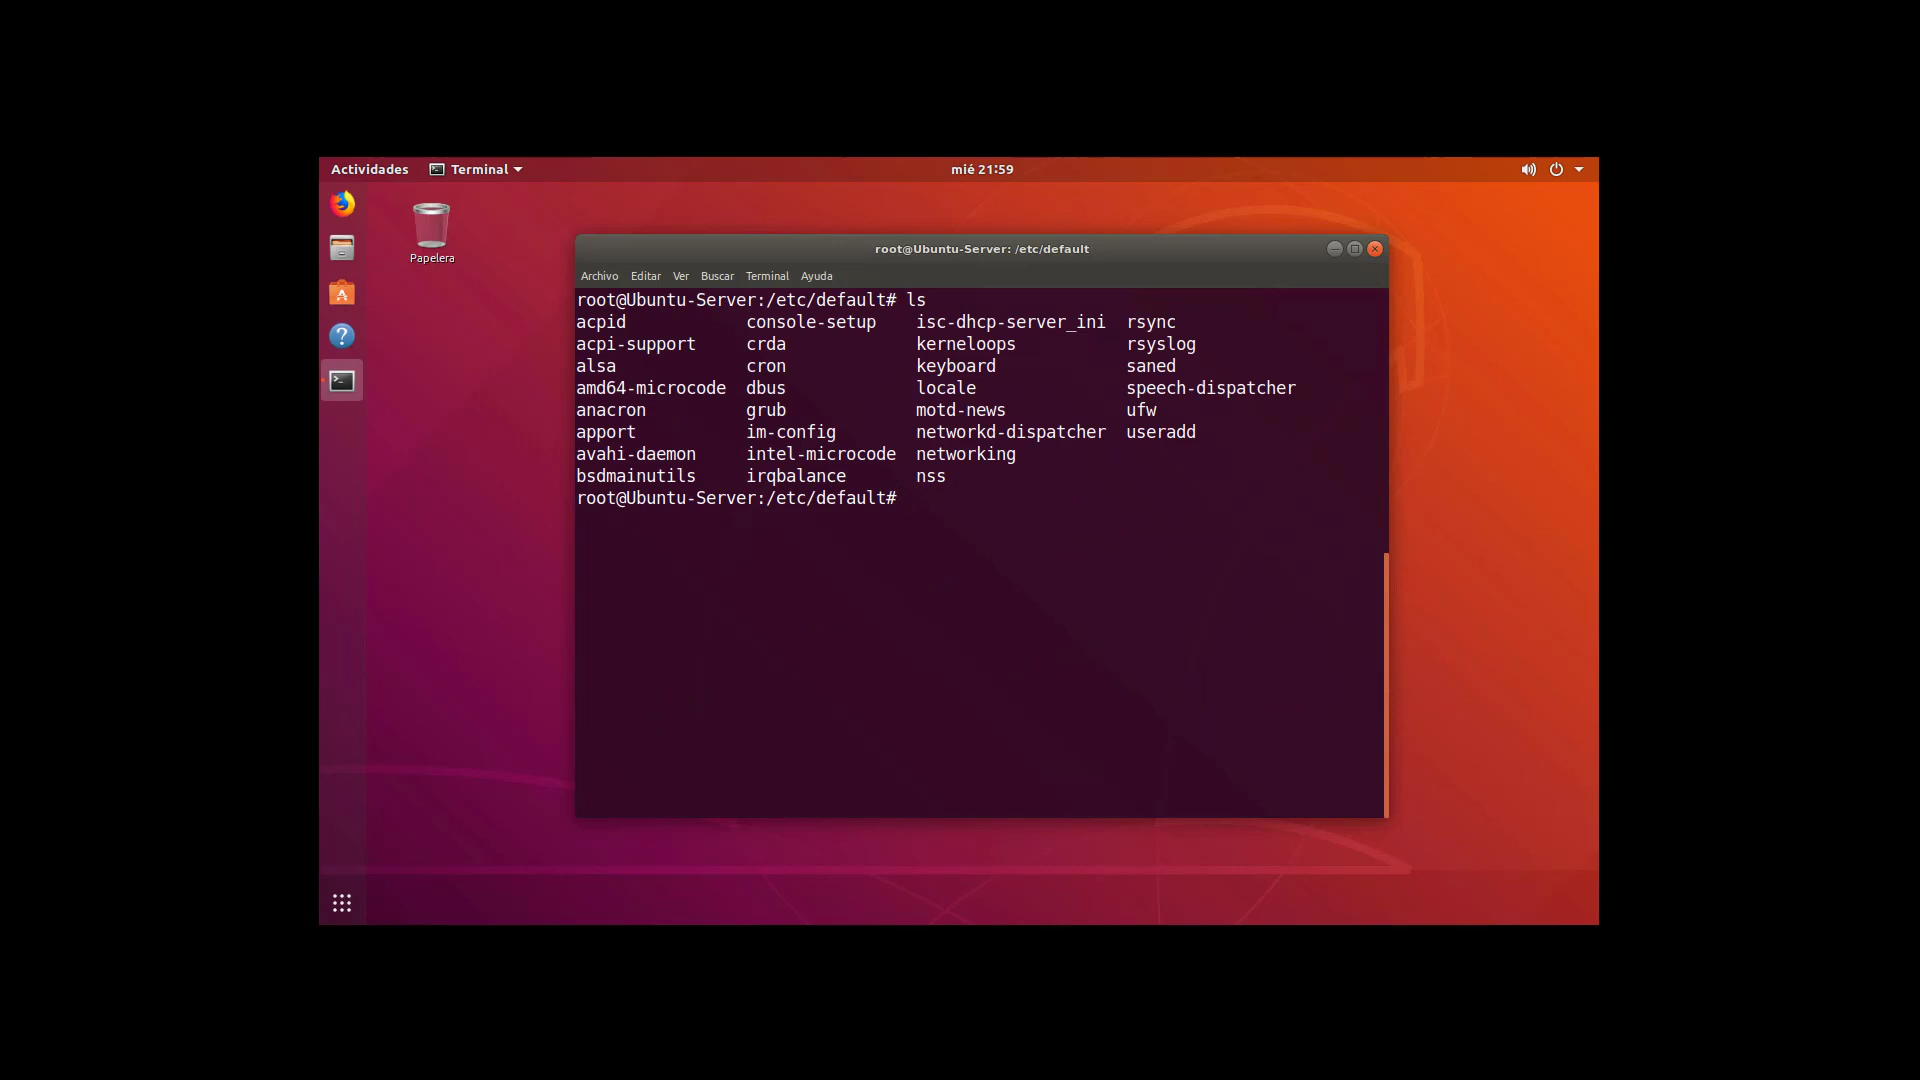 Actividades Terminal mié 21:59
Papelera
root@Ubuntu-Server: /etc/default
Archivo Editar Ver Buscar Terminal Ayuda
root@Ubuntu-Server:/etc/default# ls
acpid console-setup isc-dhcp-server_ini rsync
acpi-support crda kerneloops rsyslog
alsa cron keyboard saned
amd64-microcode dbus locale speech-dispatcher
anacron grub motd-news ufw
apport im-config networkd-dispatcher useradd
avahi-daemon intel-microcode networking
bsdmainutils irqbalance nss
root@Ubuntu-Server:/etc/default#